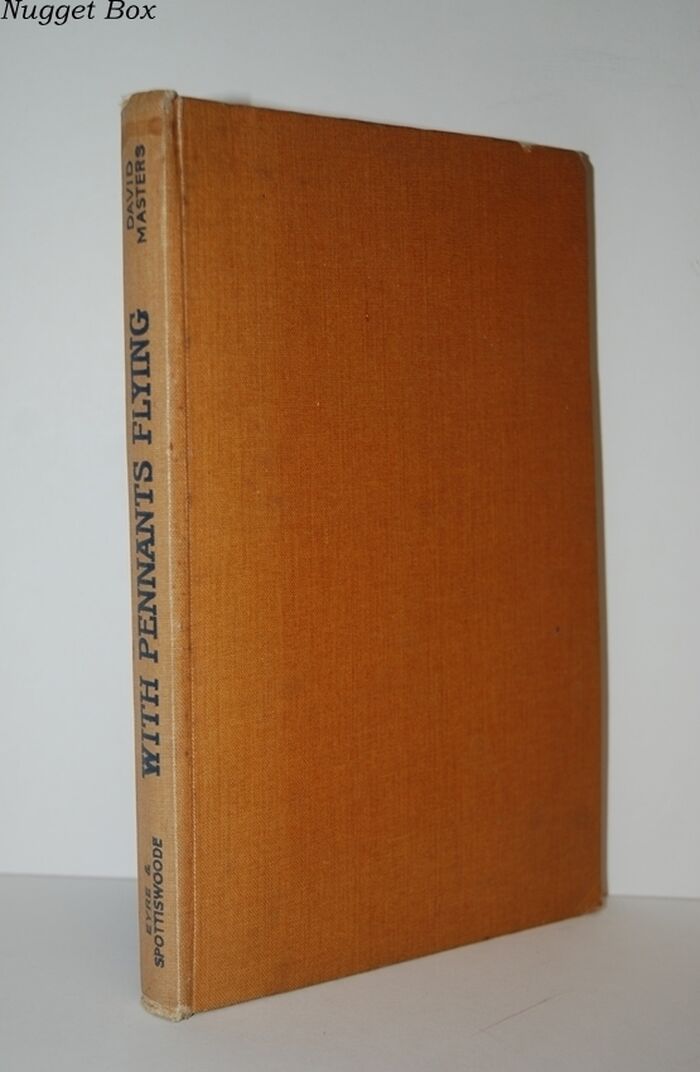 Nugget Box
DAVID
MASTERS
WITH PENNANTS FLYING
EYRE &
SPOTTISWOODE